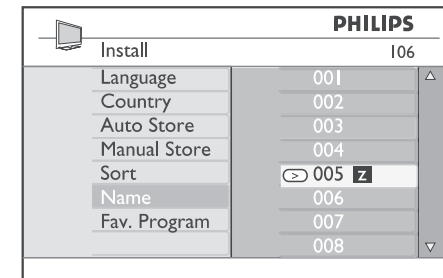 PHILIPS
Install 106
Language 001
Country 002
Auto Store 003
Manual Store 004
Sort > 005 Z
Name 006
Fav. Program 007
008